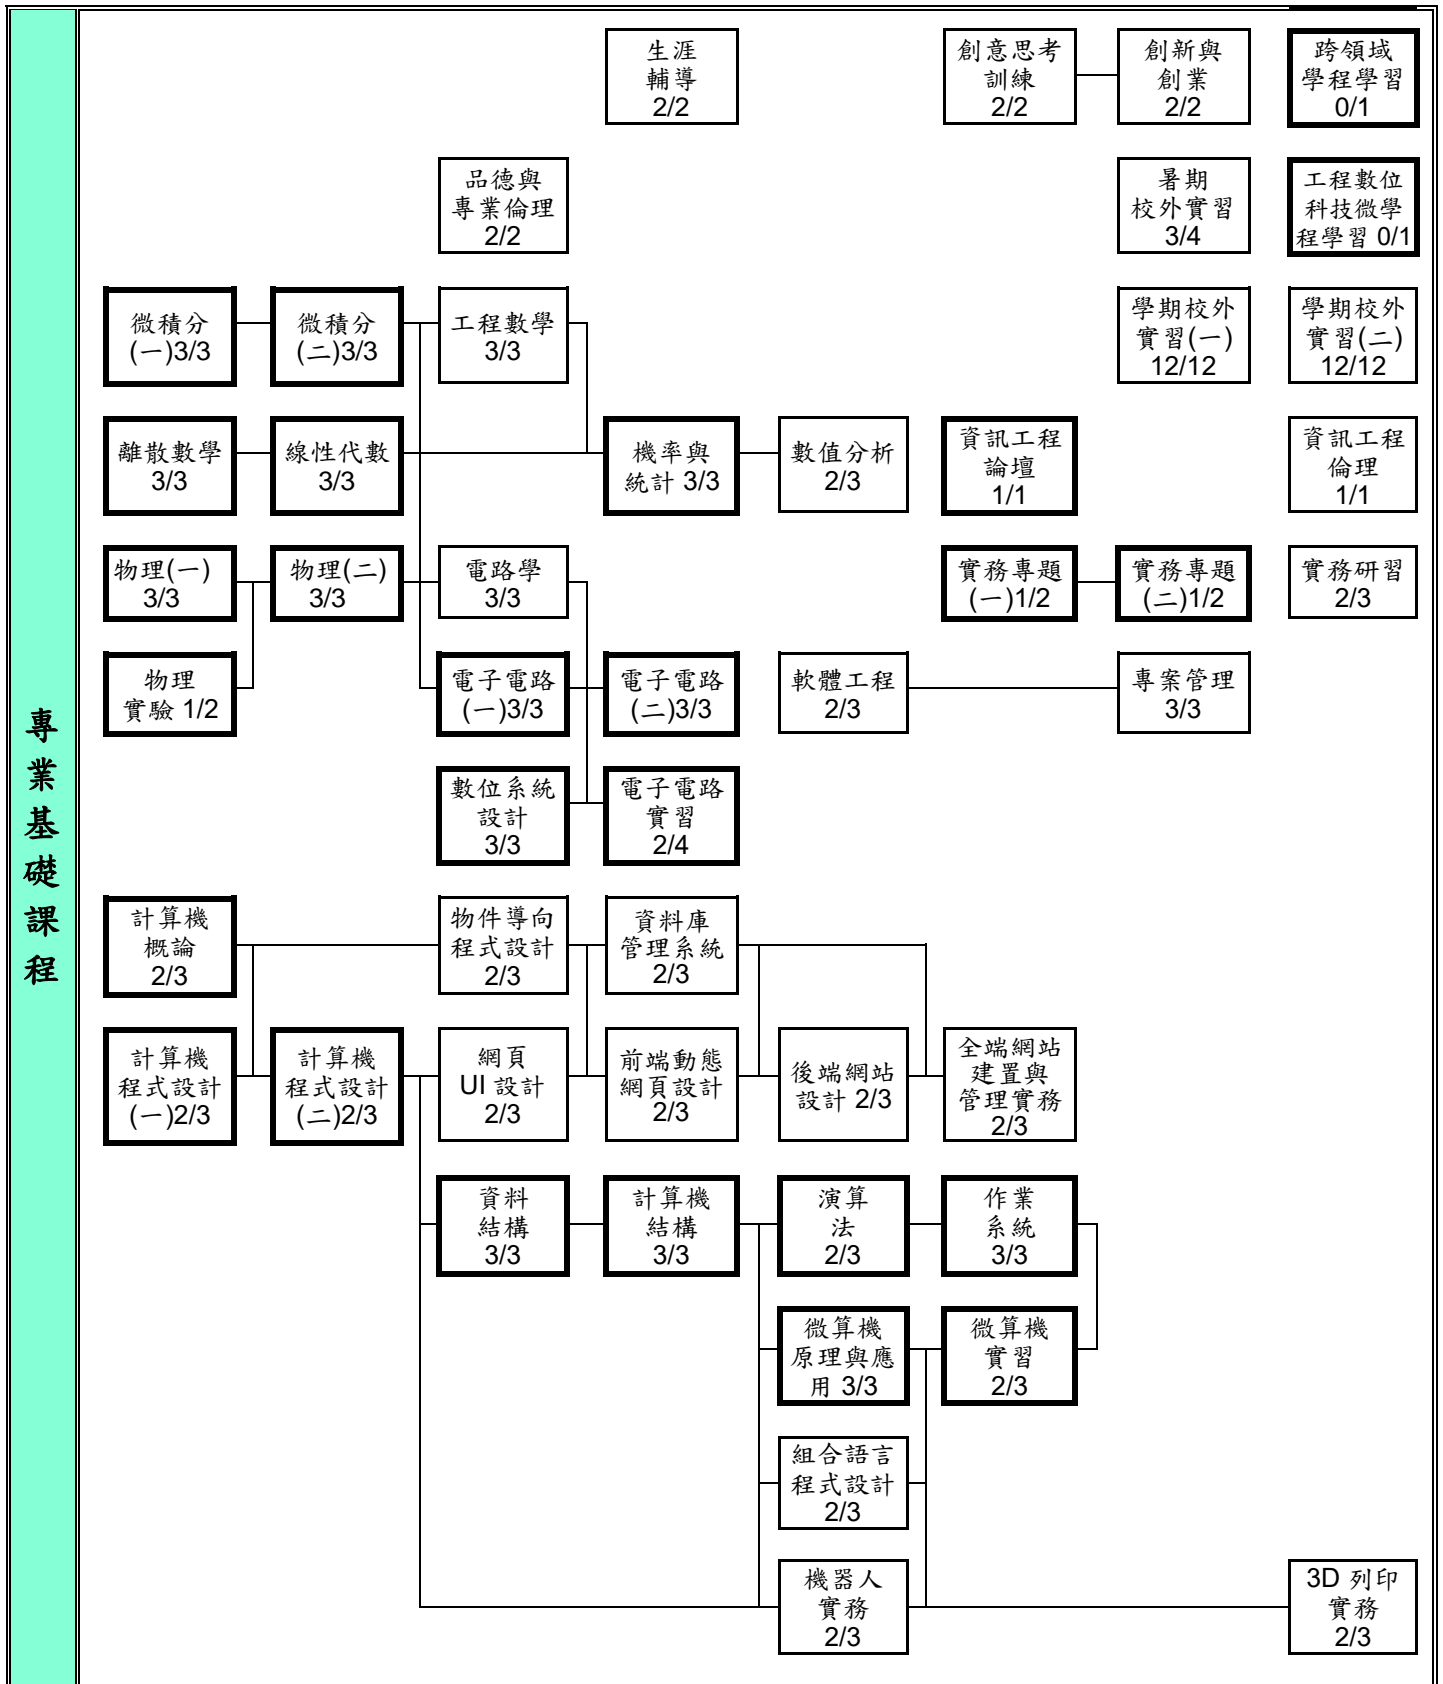 專業基礎課程
生涯
輔導
2/2
創意思考
訓練
2/2
創新與
創業
2/2
跨領域
學程學習
0/1
品德與
專業倫理
2/2
暑期
校外實習
3/4
工程數位
科技微學
程學習 0/1
微積分
(一)3/3
微積分
(二)3/3
工程數學
3/3
學期校外
實習(一)
12/12
學期校外
實習(二)
12/12
離散數學
3/3
線性代數
3/3
機率與
統計 3/3
數值分析
2/3
資訊工程
論壇
1/1
資訊工程
倫理
1/1
物理(一)
3/3
物理(二)
3/3
電路學
3/3
實務專題
(一)1/2
實務專題
(二)1/2
實務研習
2/3
物理
實驗 1/2
電子電路
(一)3/3
電子電路
(二)3/3
軟體工程
2/3
專案管理
3/3
數位系統
設計
3/3
電子電路
實習
2/4
計算機
概論
2/3
物件導向
程式設計
2/3
資料庫
管理系統
2/3
計算機
程式設計
(一)2/3
計算機
程式設計
(二)2/3
網頁
UI 設計
2/3
前端動態
網頁設計
2/3
後端網站
設計 2/3
全端網站
建置與
管理實務
2/3
資料
結構
3/3
計算機
結構
3/3
演算
法
2/3
作業
系統
3/3
微算機
原理與應
用 3/3
微算機
實習
2/3
組合語言
程式設計
2/3
機器人
實務
2/3
3D 列印
實務
2/3